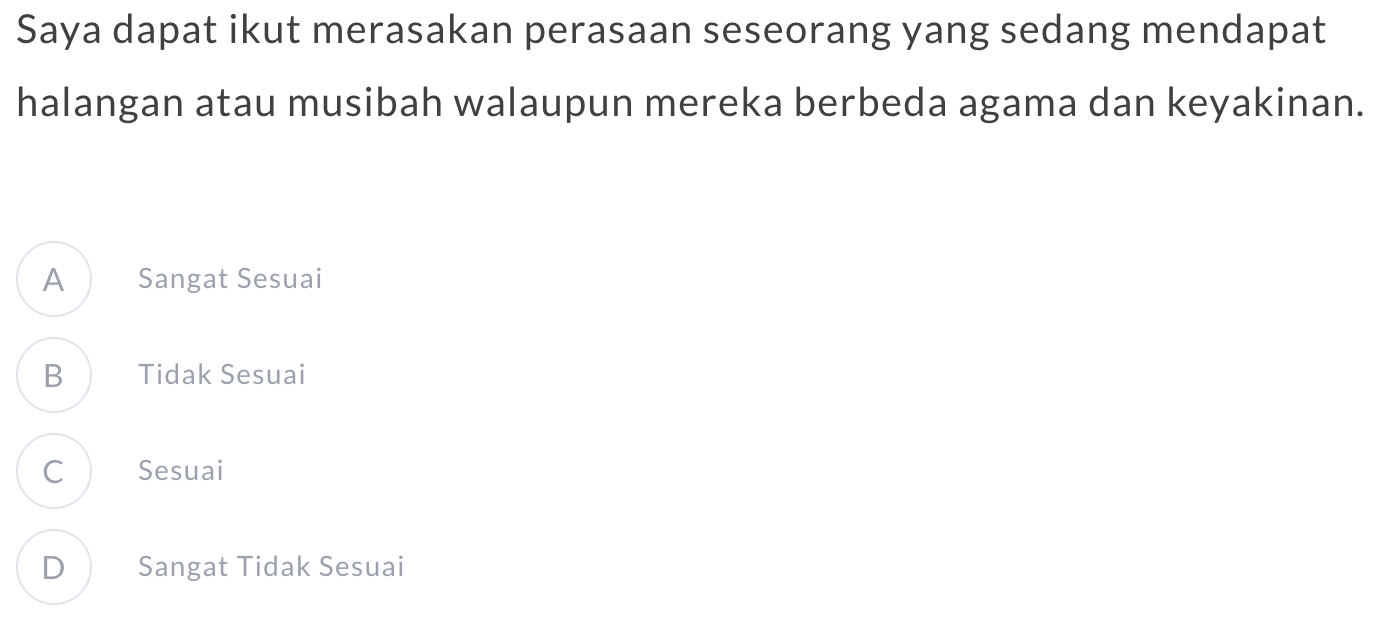 Saya dapat ikut merasakan perasaan seseorang yang sedang mendapat
halangan atau musibah walaupun mereka berbeda agama dan keyakinan.
A Sangat Sesuai
B Tidak Sesuai
C Sesuai
D Sangat Tidak Sesuai